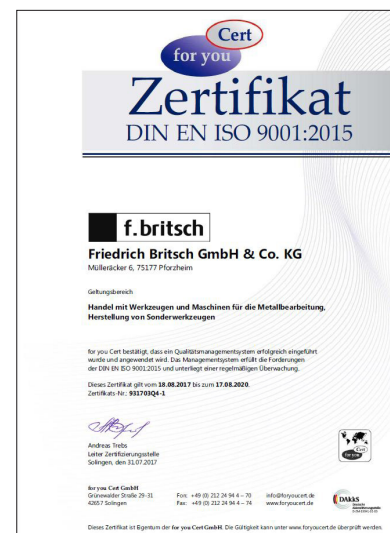 Cert
for you
Zertifikat
DIN EN ISO 9001:2015
f.britsch
Friedrich Britsch GmbH & Co. KG
Mülleräcker 6, 75177 Pforzheim
Geltungsbereich
Handel mit Werkzeugen und Maschinen für die Metallbearbeitung,
Herstellung von Sonderwerkzeugen
for you Cert bestätigt, dass ein Qualitätsmanagementsystem erfolgreich eingeführt
wurde und angewendet wird. Das Managementsystem erfüllt die Forderungen
der DIN EN ISO 9001:2015 und unterliegt einer regelmäßigen Überwachung.
Dieses Zertifikat gilt vom 18.08.2017 bis zum 17.08.2020.
Zertifikats-Nr.: 931703Q4-1
Andreas Trebs
Leiter Zertifizierungsstelle
Solingen, den 31.07.2017
Cert
for you
for you Cert GmbH
Grünewalder Straße 29-31
42657 Solingen
Fon: +49 (0) 212 24 94 4 – 70
Fax: +49 (0) 212 24 94 4 – 74
info@foryoucert.de
www.foryoucert.de
DAkkS
Deutsche
Akkreditierungsstelle
Dieses Zertifikat ist Eigentum der for you Cert GmbH. Die Gültigkeit kann unter www.foryoucert.de überprüft werden.